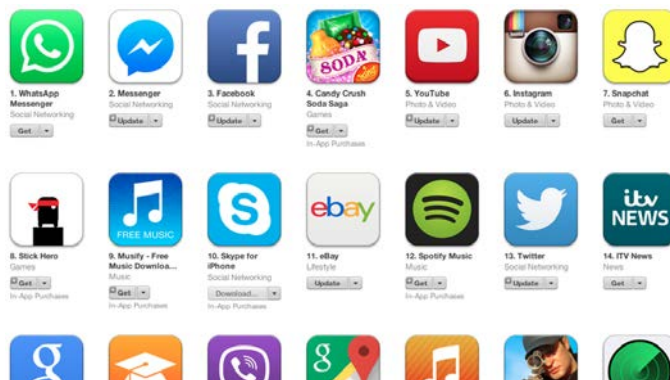 SODA
1. WhatsApp
Messenger
Social Networking
Get
2. Messenger
Social Networking
Update
3. Facebook
Social Networking
Update
4. Candy Crush
Soda Saga
Games
Get
In-App Purchases
5. YouTube
Photo & Video
Update
6. Instagram
Photo & Video
Update
7. Snapchat
Photo & Video
Get
8. Stick Hero
Games
Get
In-App Purchases
FREE MUSIC
9. Musify - Free
Music Downloa...
Music
Get
In-App Purchases
10. Skype for
iPhone
Social Networking
Download...
In-App Purchases
ebay
11. eBay
Lifestyle
Update
12. Spotify Music
Music
Get
In-App Purchases
13. Twitter
Social Networking
Update
itv
NEWS
14. ITV News
News
Get
g
g